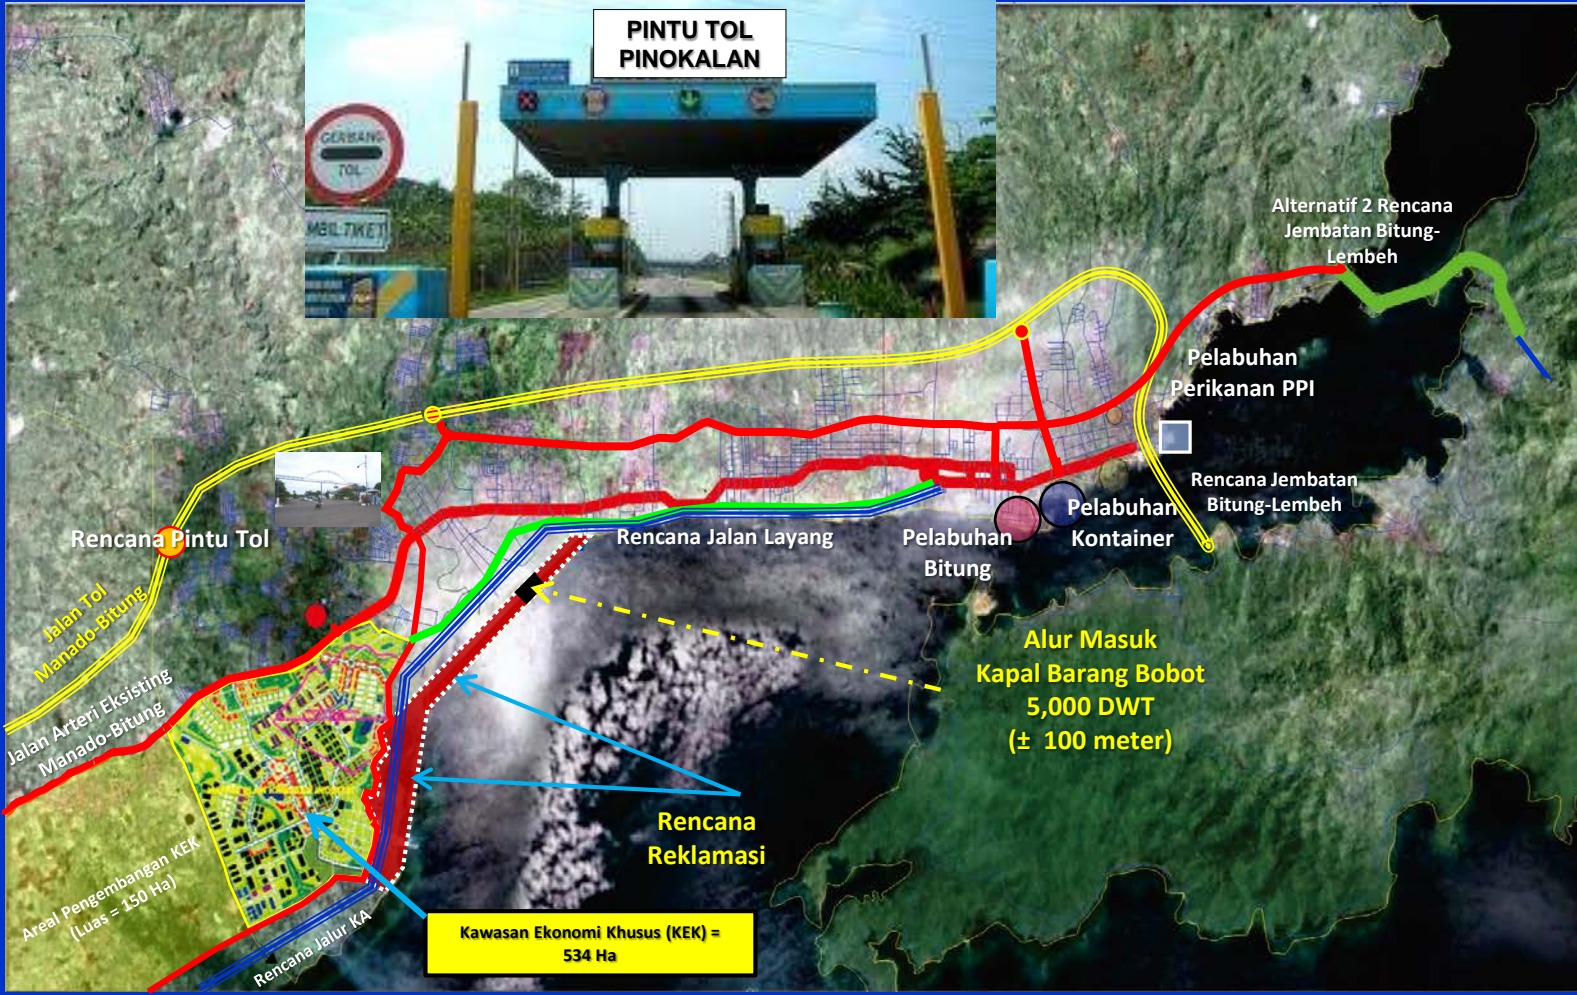 PINTU TOL
PINOKALAN
GERBANG
TOL
MBIL TIKET
Alternatif 2 Rencana
Jembatan Bitung-
Lembeh
Pelabuhan
Perikanan PPI
Rencana Jembatan
Bitung-Lembeh
Rencana Pintu Tol
Rencana Jalan Layang
Pelabuhan
Bitung
Pelabuhan
Kontainer
Jalan Tol
Manado-Bitung
Jalan Arteri Eksisting
Manado-Bitung
Alur Masuk
Kapal Barang Bobot
5,000 DWT
(± 100 meter)
Rencana
Reklamasi
Areal Pengembangan KEK
(Luas = 150 Ha)
Rencana Jalur KA
Kawasan Ekonomi Khusus (KEK) =
534 Ha